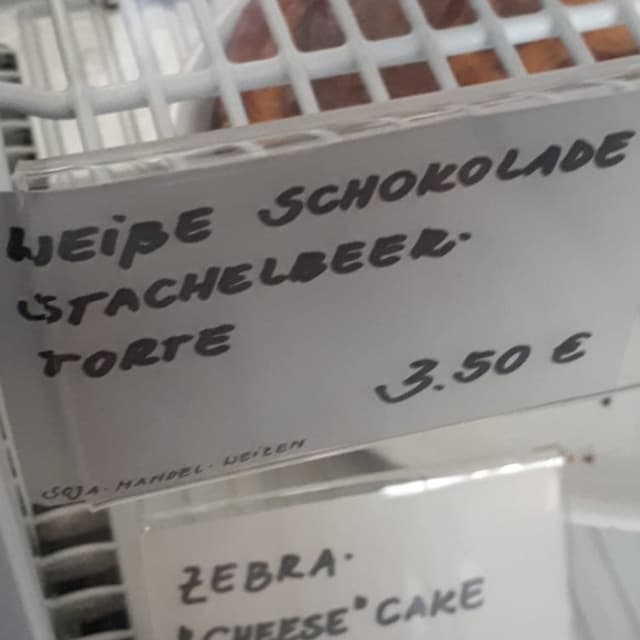 WEIßE SCHOKOLADE
STACHELBEER-
TORTE
3.50 €
SOJA. MANDEL. WEIZEN
ZEBRA-
"CHEESE" CAKE